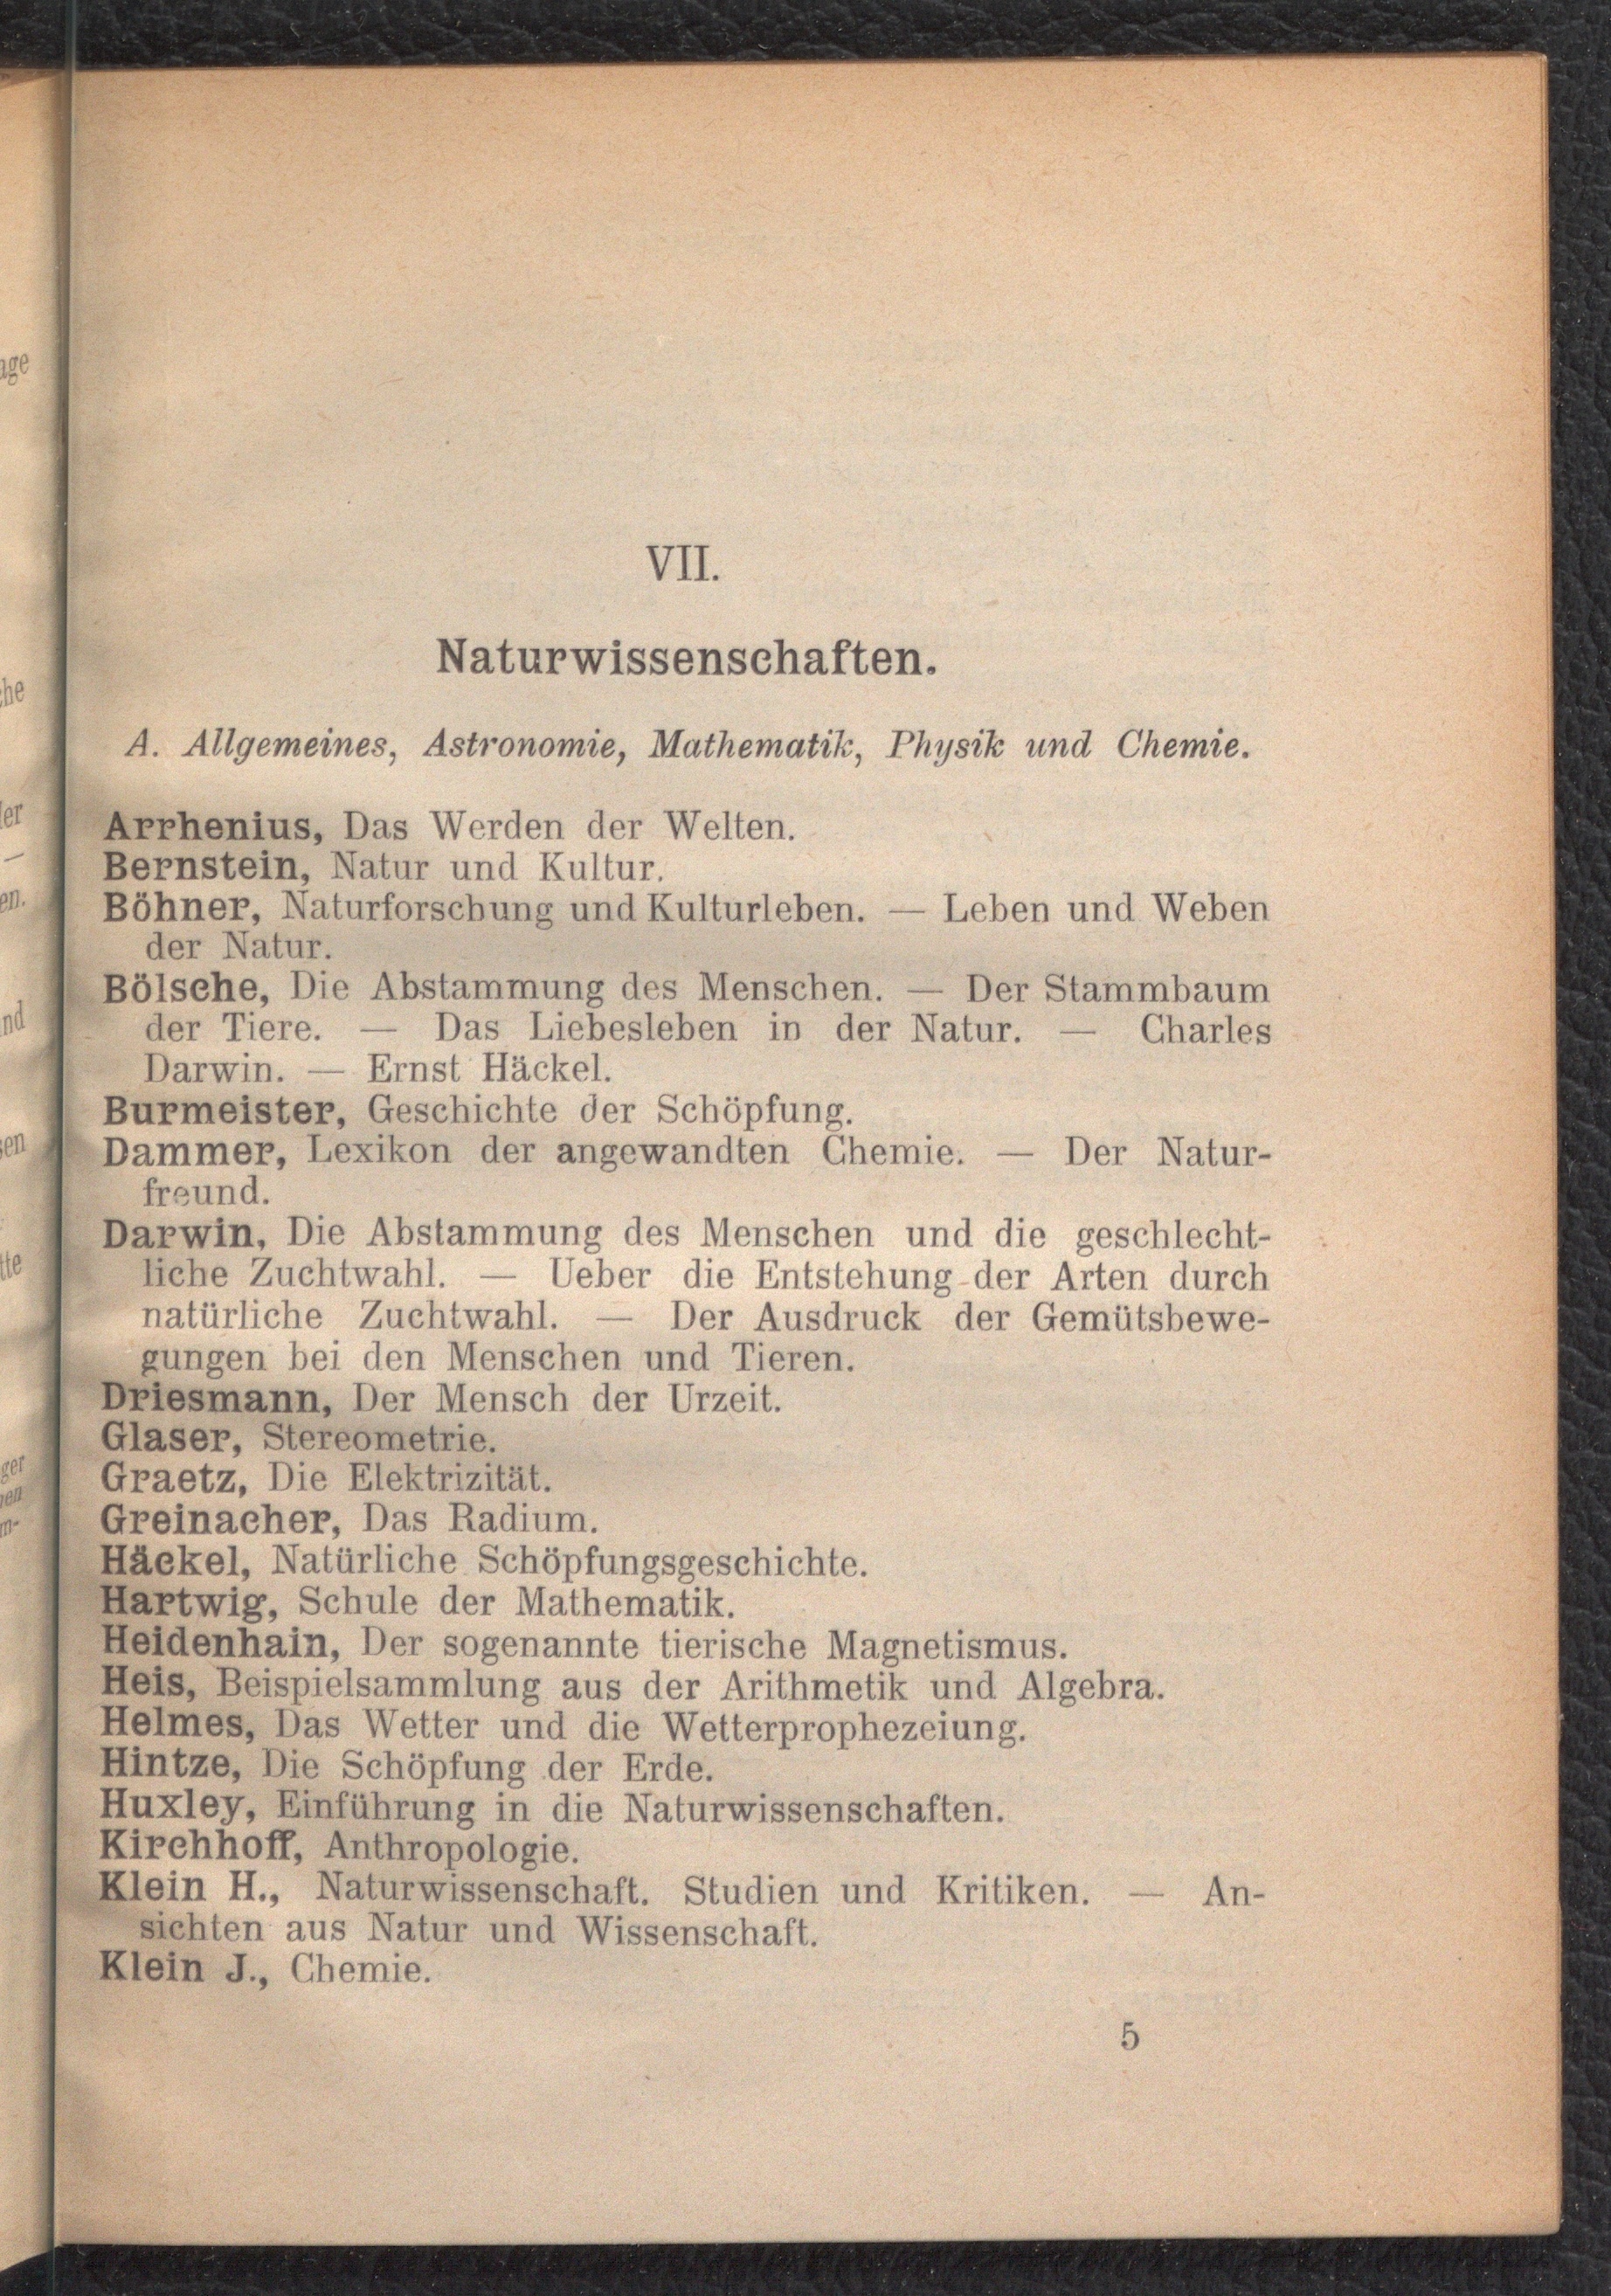 VII.
Naturwissenschaften.
A. Allgemeines, Astronomie, Mathematik, Physik und Chemie.
Arrhenius, Das Werden der Welten.
Bernstein, Natur und Kultur.
Böhner, Naturforschung und Kulturleben. — Leben und Weben
der Natur.
Bölsche, Die Abstammung des Menschen. — Der Stammbaum
der Tiere. — Das Liebesleben in der Natur. — Charles
Darwin. — Ernst Häckel.
Burmeister, Geschichte der Schöpfung.
Dammer, Lexikon der angewandten Chemie. — Der Natur-
freund.
Darwin, Die Abstammung des Menschen und die geschlecht-
liche Zuchtwahl. — Ueber die Entstehung der Arten durch
natürliche Zuchtwahl. — Der Ausdruck der Gemütsbewe-
gungen bei den Menschen und Tieren.
Driesmann, Der Mensch der Urzeit.
Glaser, Stereometrie.
Graetz, Die Elektrizität.
Greinacher, Das Radium.
Häckel, Natürliche Schöpfungsgeschichte.
Hartwig, Schule der Mathematik.
Heidenhain, Der sogenannte tierische Magnetismus.
Heis, Beispielsammlung aus der Arithmetik und Algebra.
Helmes, Das Wetter und die Wetterprophezeiung.
Hintze, Die Schöpfung der Erde.
Huxley, Einführung in die Naturwissenschaften.
Kirchhoff, Anthropologie.
Klein H., Naturwissenschaft. Studien und Kritiken. — An-
sichten aus Natur und Wissenschaft.
Klein J., Chemie.
5